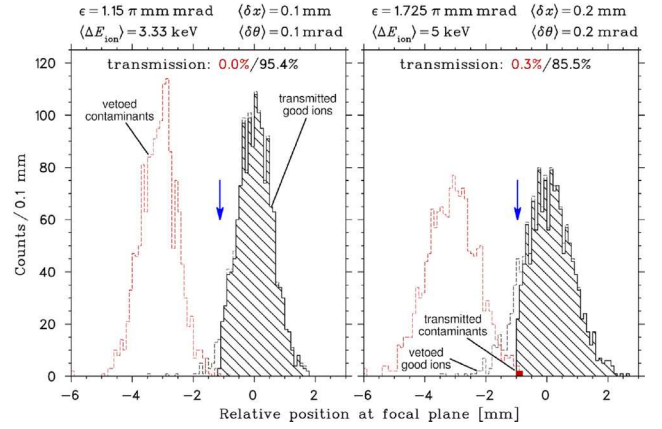 ϵ = 1.15 π mm mrad ⟨δx⟩ = 0.1 mm
⟨ΔE_ion⟩ = 3.33 keV ⟨δθ⟩ = 0.1 mrad
ϵ = 1.725 π mm mrad ⟨δx⟩ = 0.2 mm
⟨ΔE_ion⟩ = 5 keV ⟨δθ⟩ = 0.2 mrad
transmission: 0.0%/95.4%
transmission: 0.3%/85.5%
vetoed
contaminants
transmitted
good ions
transmitted
contaminants
vetoed
good ions
Counts / 0.1 mm
120
100
80
60
40
20
0
−6 −4 −2 0 2 −6 −4 −2 0 2
Relative position at focal plane [mm]